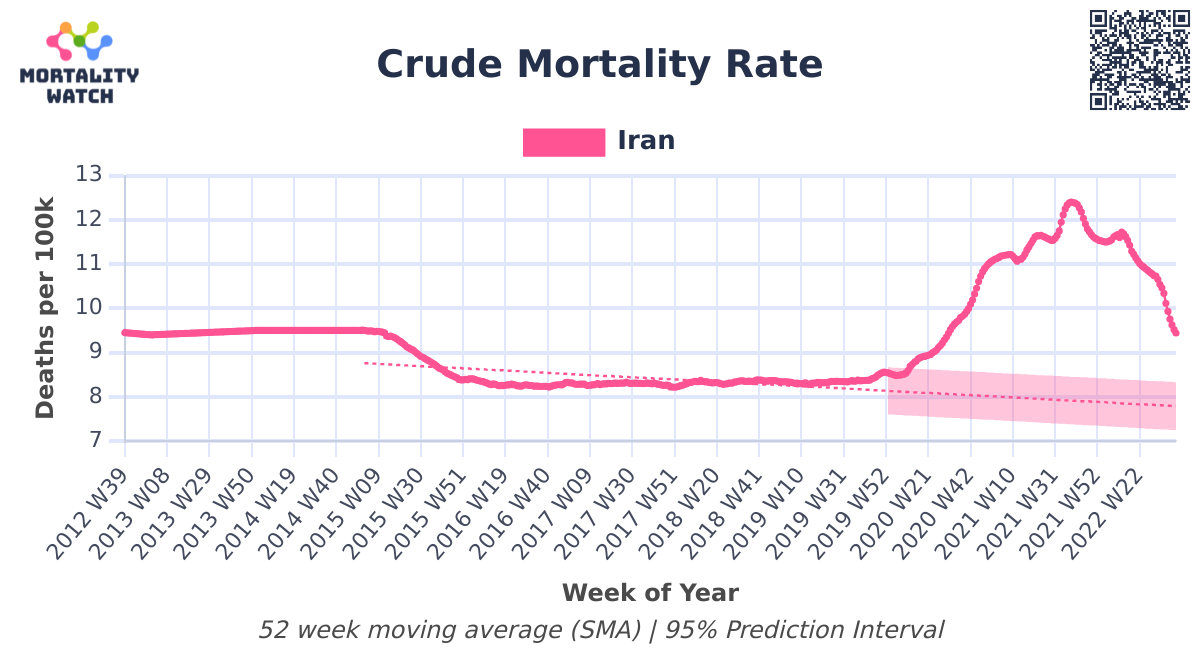 MORTALITY
WATCH
Crude Mortality Rate
Iran
Deaths per 100k
13
12
11
10
9
8
7
2012 W39
2013 W08
2013 W29
2013 W50
2014 W19
2014 W40
2015 W09
2015 W30
2015 W51
2016 W19
2016 W40
2017 W09
2017 W30
2017 W51
2018 W20
2018 W41
2019 W10
2019 W31
2019 W52
2020 W21
2020 W42
2021 W10
2021 W31
2021 W52
2022 W22
Week of Year
52 week moving average (SMA) | 95% Prediction Interval